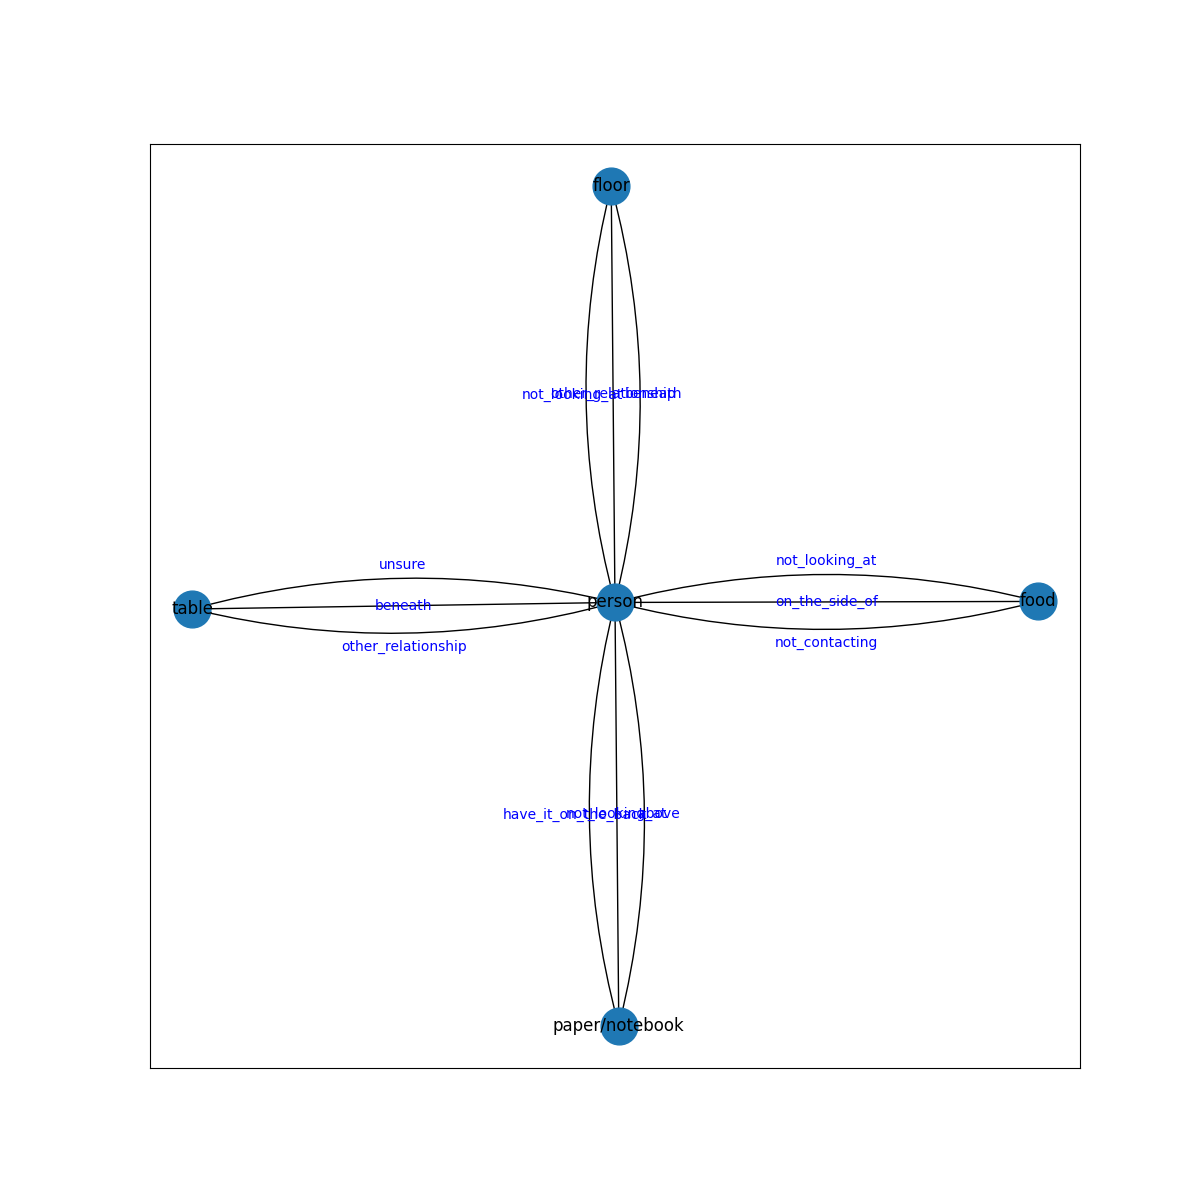 floor
not_looking_at
other_relationship
beneath
unsure
not_looking_at
table
beneath
person
on_the_side_of
food
other_relationship
not_contacting
have_it_on_the_back
not_looking_at
above
paper/notebook